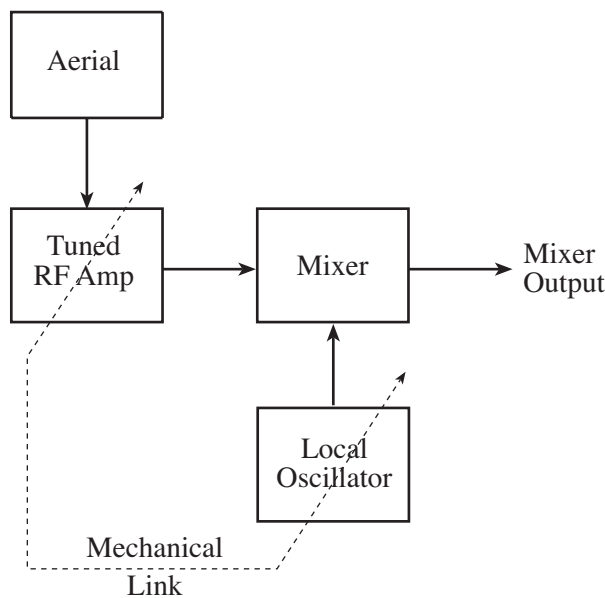 Aerial
Tuned
RF Amp
Mixer
Mixer
Output
Local
Oscillator
Mechanical
Link